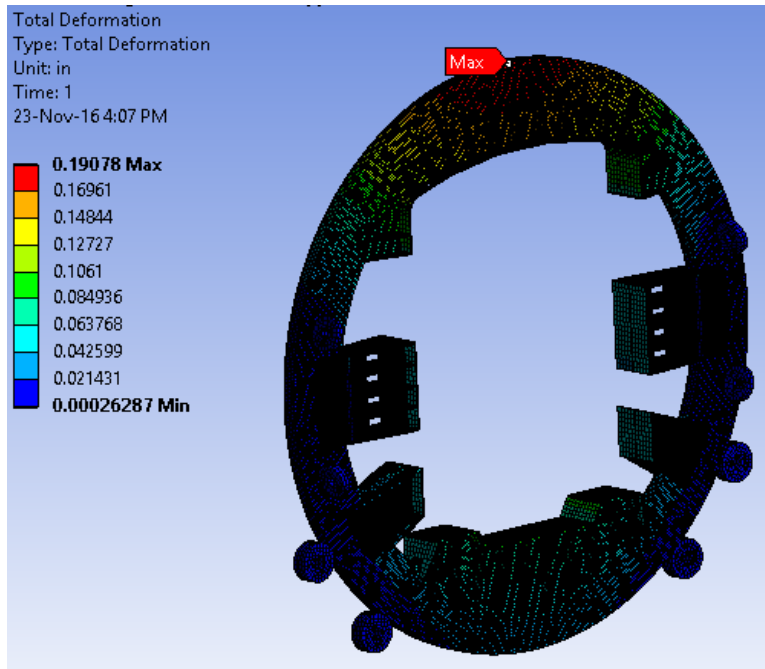 Total Deformation
Type: Total Deformation
Unit: in
Time: 1
23-Nov-16 4:07 PM
Max
0.19078 Max
0.16961
0.14844
0.12727
0.1061
0.084936
0.063768
0.042599
0.021431
0.00026287 Min